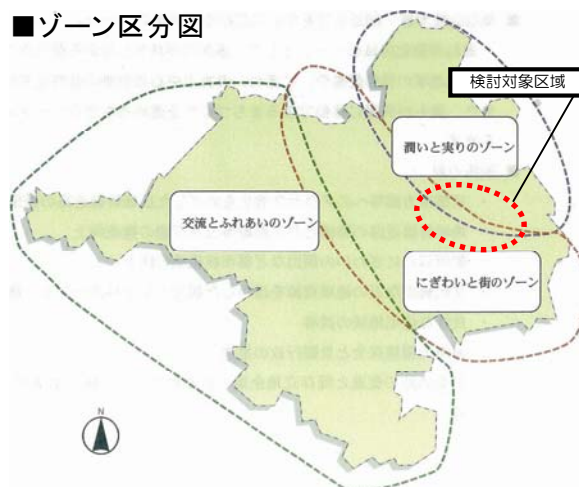 ■ゾーン区分図
検討対象区域
潤いと実りのゾーン
交流とふれあいのゾーン
にぎわいと街のゾーン
N